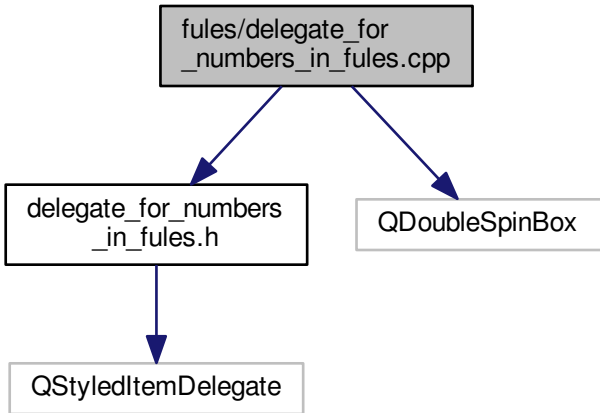 fules/delegate_for
_numbers_in_fules.cpp
delegate_for_numbers
_in_fules.h
QDoubleSpinBox
QStyledItemDelegate